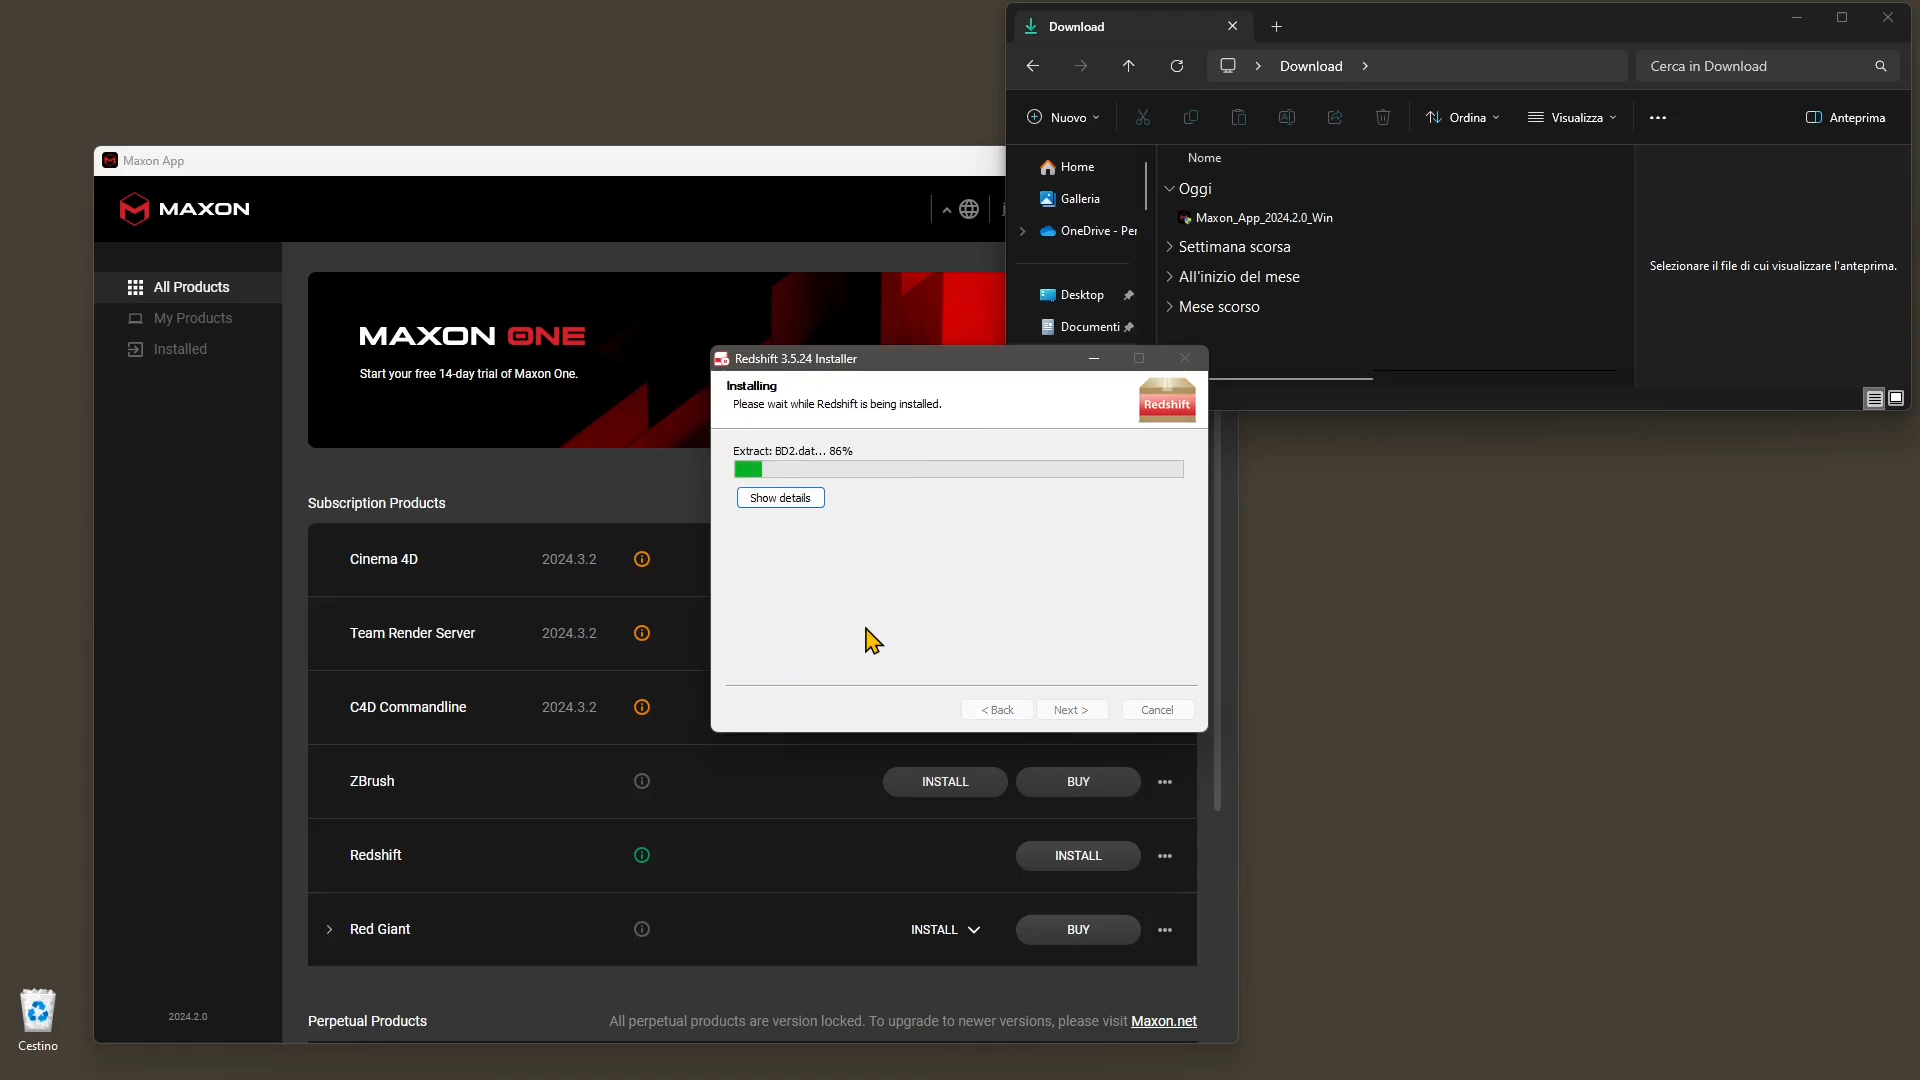 Download
Download
Cerca in Download
Nuovo
Ordina
Visualizza
Anteprima
Home
Galleria
OneDrive - Per
Desktop
Documenti
Nome
Oggi
Maxon_App_2024.2.0_Win
Settimana scorsa
All'inizio del mese
Mese scorso
Selezionare il file di cui visualizzare l'anteprima.
Maxon App
MAXON
All Products
My Products
Installed
2024.2.0
MAXON ONE
Start your free 14-day trial of Maxon One.
Subscription Products
Cinema 4D 2024.3.2
Team Render Server 2024.3.2
C4D Commandline 2024.3.2
ZBrush INSTALL BUY
Redshift INSTALL
Red Giant INSTALL BUY
Perpetual Products All perpetual products are version locked. To upgrade to newer versions, please visit Maxon.net
Redshift 3.5.24 Installer
Installing
Please wait while Redshift is being installed.
Redshift
Extract: BD2.dat... 86%
Show details
< Back Next > Cancel
Cestino